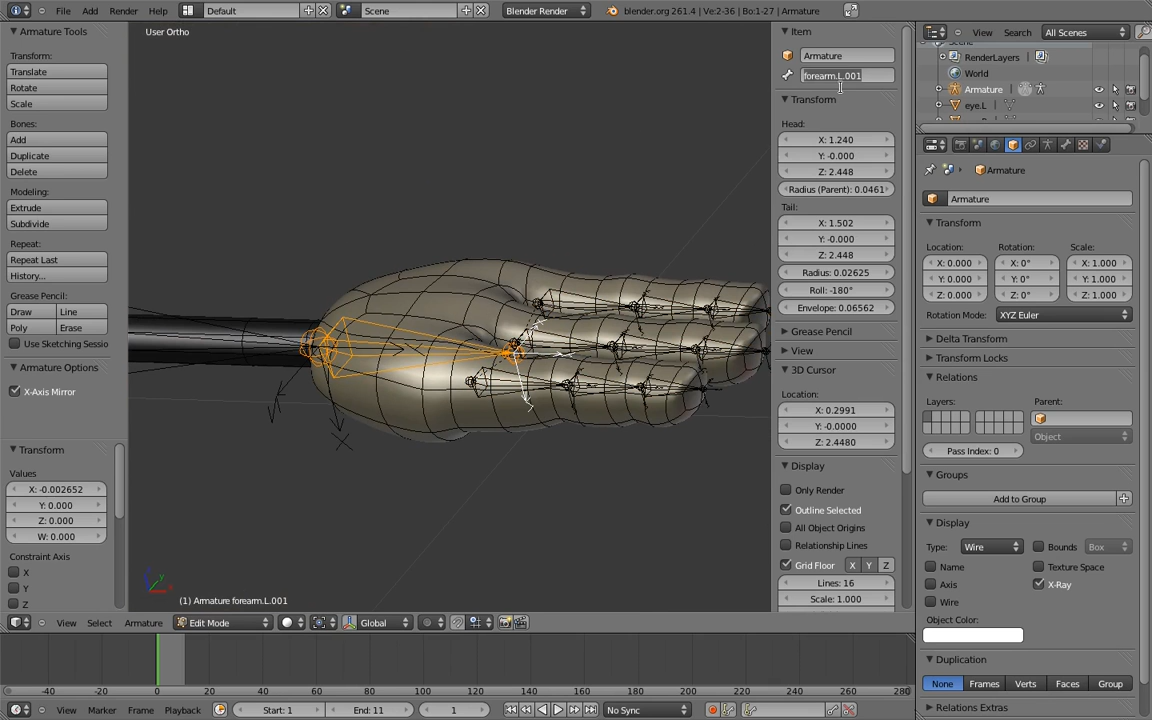 File Add Render Help Default Scene Blender Render blender.org 261.4 | Ve:2-36 | Bo:1-27 | Armature
Armature Tools
Transform:
Translate
Rotate
Scale
Bones:
Add
Duplicate
Delete
Modeling:
Extrude
Subdivide
Repeat:
Repeat Last
History...
Grease Pencil:
Draw Line
Poly Erase
Use Sketching Sessio
Armature Options
X-Axis Mirror
Transform
Values
X: -0.002652
Y: 0.000
Z: 0.000
W: 0.000
Constraint Axis
X
Y
Z
User Ortho
(1) Armature forearm.L.001
Item
Armature
forearm.L.001
Transform
Head:
X: 1.240
Y: -0.000
Z: 2.448
Radius (Parent): 0.0461
Tail:
X: 1.502
Y: -0.000
Z: 2.448
Radius: 0.02625
Roll: -180°
Envelope: 0.06562
Grease Pencil
View
3D Cursor
Location:
X: 0.2991
Y: -0.0000
Z: 2.4480
Display
Only Render
Outline Selected
All Object Origins
Relationship Lines
Grid Floor X Y Z
Lines: 16
Scale: 1.000
View Search All Scenes
RenderLayers
World
Armature
eye.L
Armature
Armature
Transform
Location: Rotation: Scale:
X: 0.000 X: 0° X: 1.000
Y: 0.000 Y: 0° Y: 1.000
Z: 0.000 Z: 0° Z: 1.000
Rotation Mode: XYZ Euler
Delta Transform
Transform Locks
Relations
Layers: Parent:
Object
Pass Index: 0
Groups
Add to Group
Display
Type: Wire Bounds Box
Name Texture Space
Axis X-Ray
Wire
Object Color:
Duplication
None Frames Verts Faces Group
Relations Extras
View Select Armature Edit Mode Global
-40 -20 0 20 40 60 80 100 120 140 160 180 200 220 240 260 280
View Marker Frame Playback Start: 1 End: 11 1 No Sync